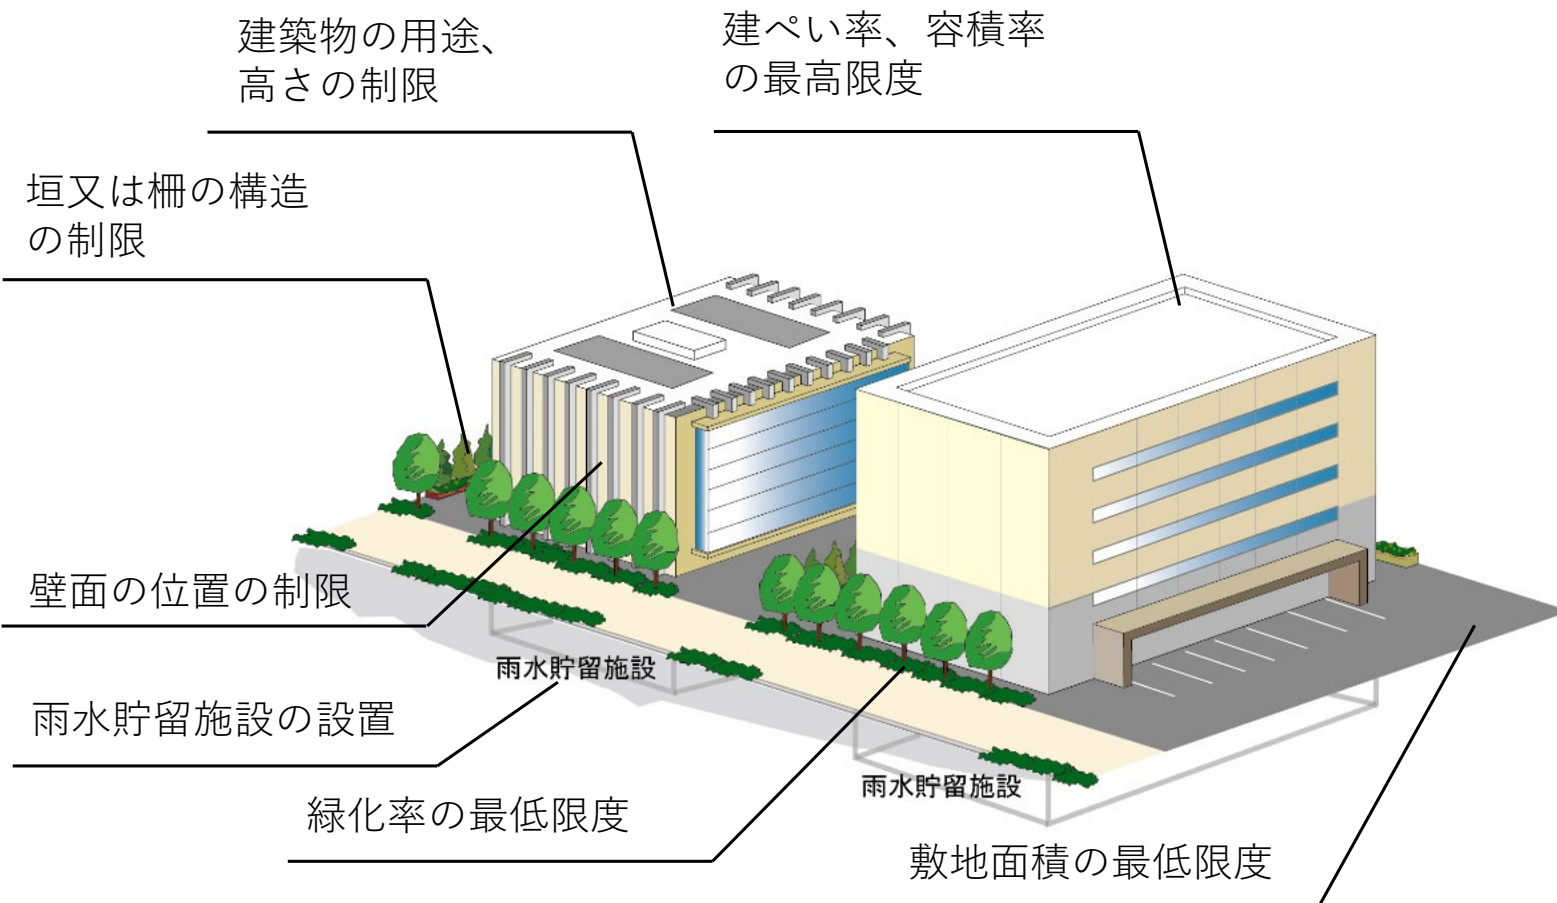 建築物の用途、
高さの制限
建ぺい率、容積率
の最高限度
垣又は柵の構造
の制限
壁面の位置の制限
雨水貯留施設
雨水貯留施設の設置
雨水貯留施設
緑化率の最低限度
敷地面積の最低限度